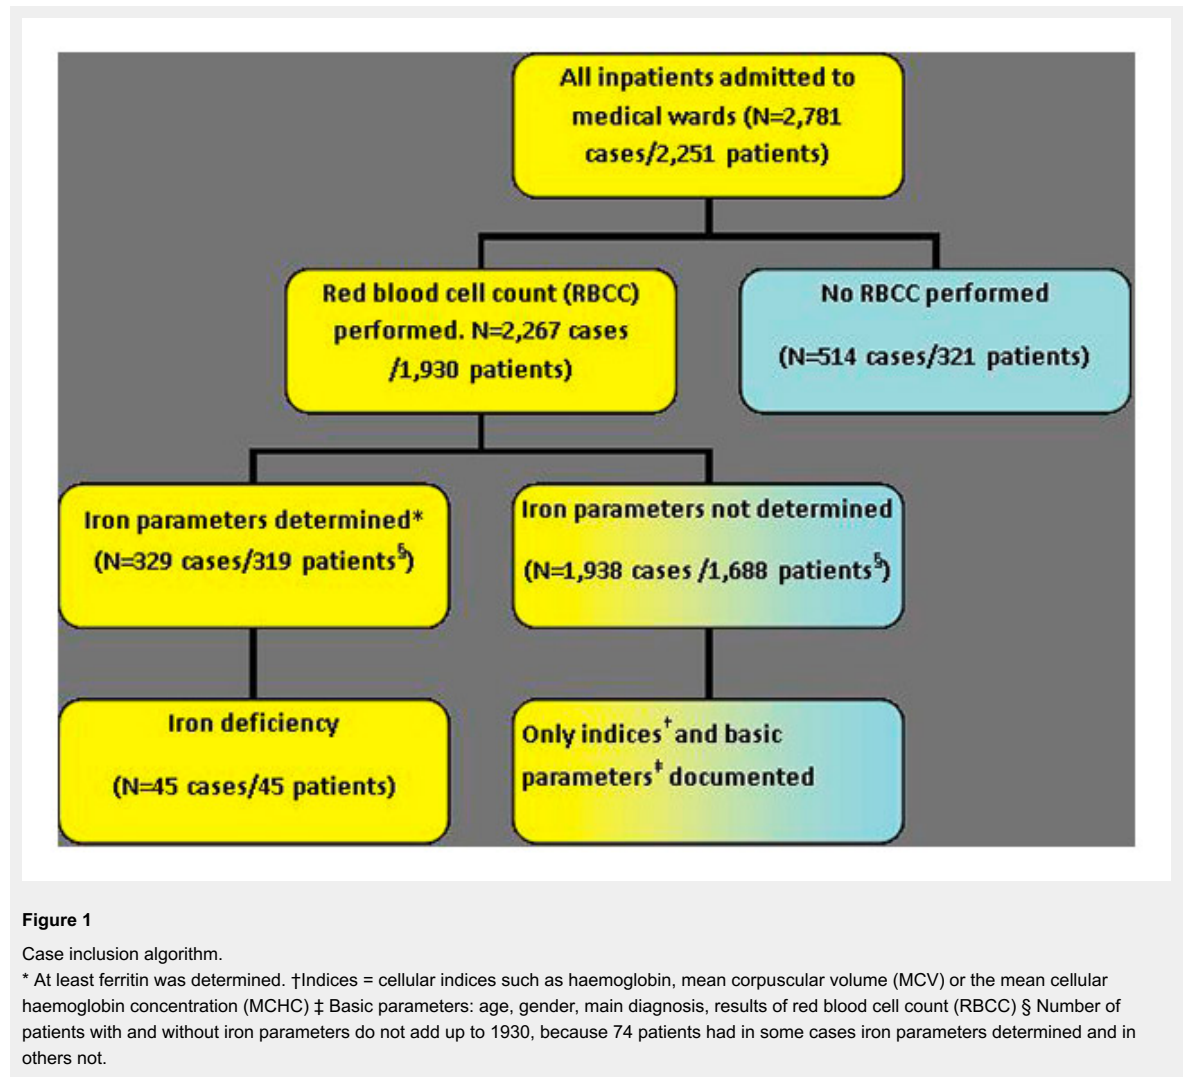 All inpatients admitted to
medical wards (N=2,781
cases/2,251 patients)
Red blood cell count (RBCC)
performed. N=2,267 cases
/1,930 patients)
No RBCC performed
(N=514 cases/321 patients)
Iron parameters determined*
(N=329 cases/319 patients§)
Iron parameters not determined
(N=1,938 cases /1,688 patients§)
Iron deficiency
(N=45 cases/45 patients)
Only indices† and basic
parameters‡ documented
Figure 1
Case inclusion algorithm.
* At least ferritin was determined. †Indices = cellular indices such as haemoglobin, mean corpuscular volume (MCV) or the mean cellular
haemoglobin concentration (MCHC) ‡ Basic parameters: age, gender, main diagnosis, results of red blood cell count (RBCC) § Number of
patients with and without iron parameters do not add up to 1930, because 74 patients had in some cases iron parameters determined and in
others not.